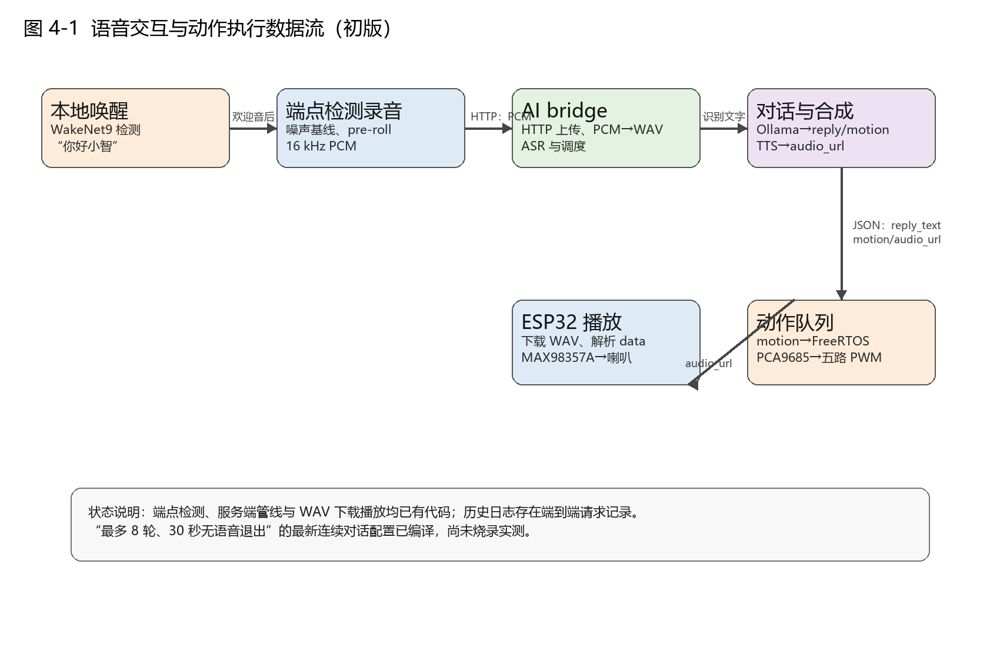 图 4-1 语音交互与动作执行数据流（初版）
本地唤醒
WakeNet9 检测
“你好小智”
欢迎音后
端点检测录音
噪声基线、pre-roll
16 kHz PCM
HTTP：PCM
AI bridge
HTTP 上传、PCM→WAV
ASR 与调度
识别文字
对话与合成
Ollama→reply/motion
TTS→audio_url
JSON：reply_text
motion/audio_url
ESP32 播放
下载 WAV、解析 data
MAX98357A→喇叭
audio_url
动作队列
motion→FreeRTOS
PCA9685→五路 PWM
状态说明：端点检测、服务端管线与 WAV 下载播放均已有代码；历史日志存在端到端请求记录。
“最多 8 轮、30 秒无语音退出”的最新连续对话配置已编译，尚未烧录实测。